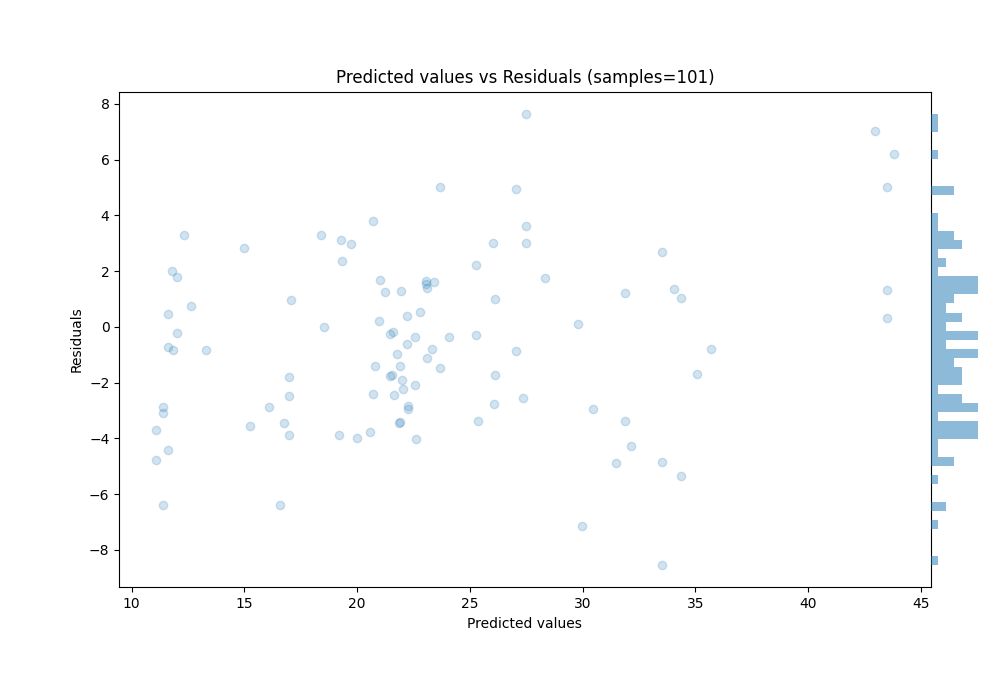 Predicted values vs Residuals (samples=101)
8
6
4
2
0
−2
−4
−6
−8
Residuals
10 15 20 25 30 35 40 45
Predicted values